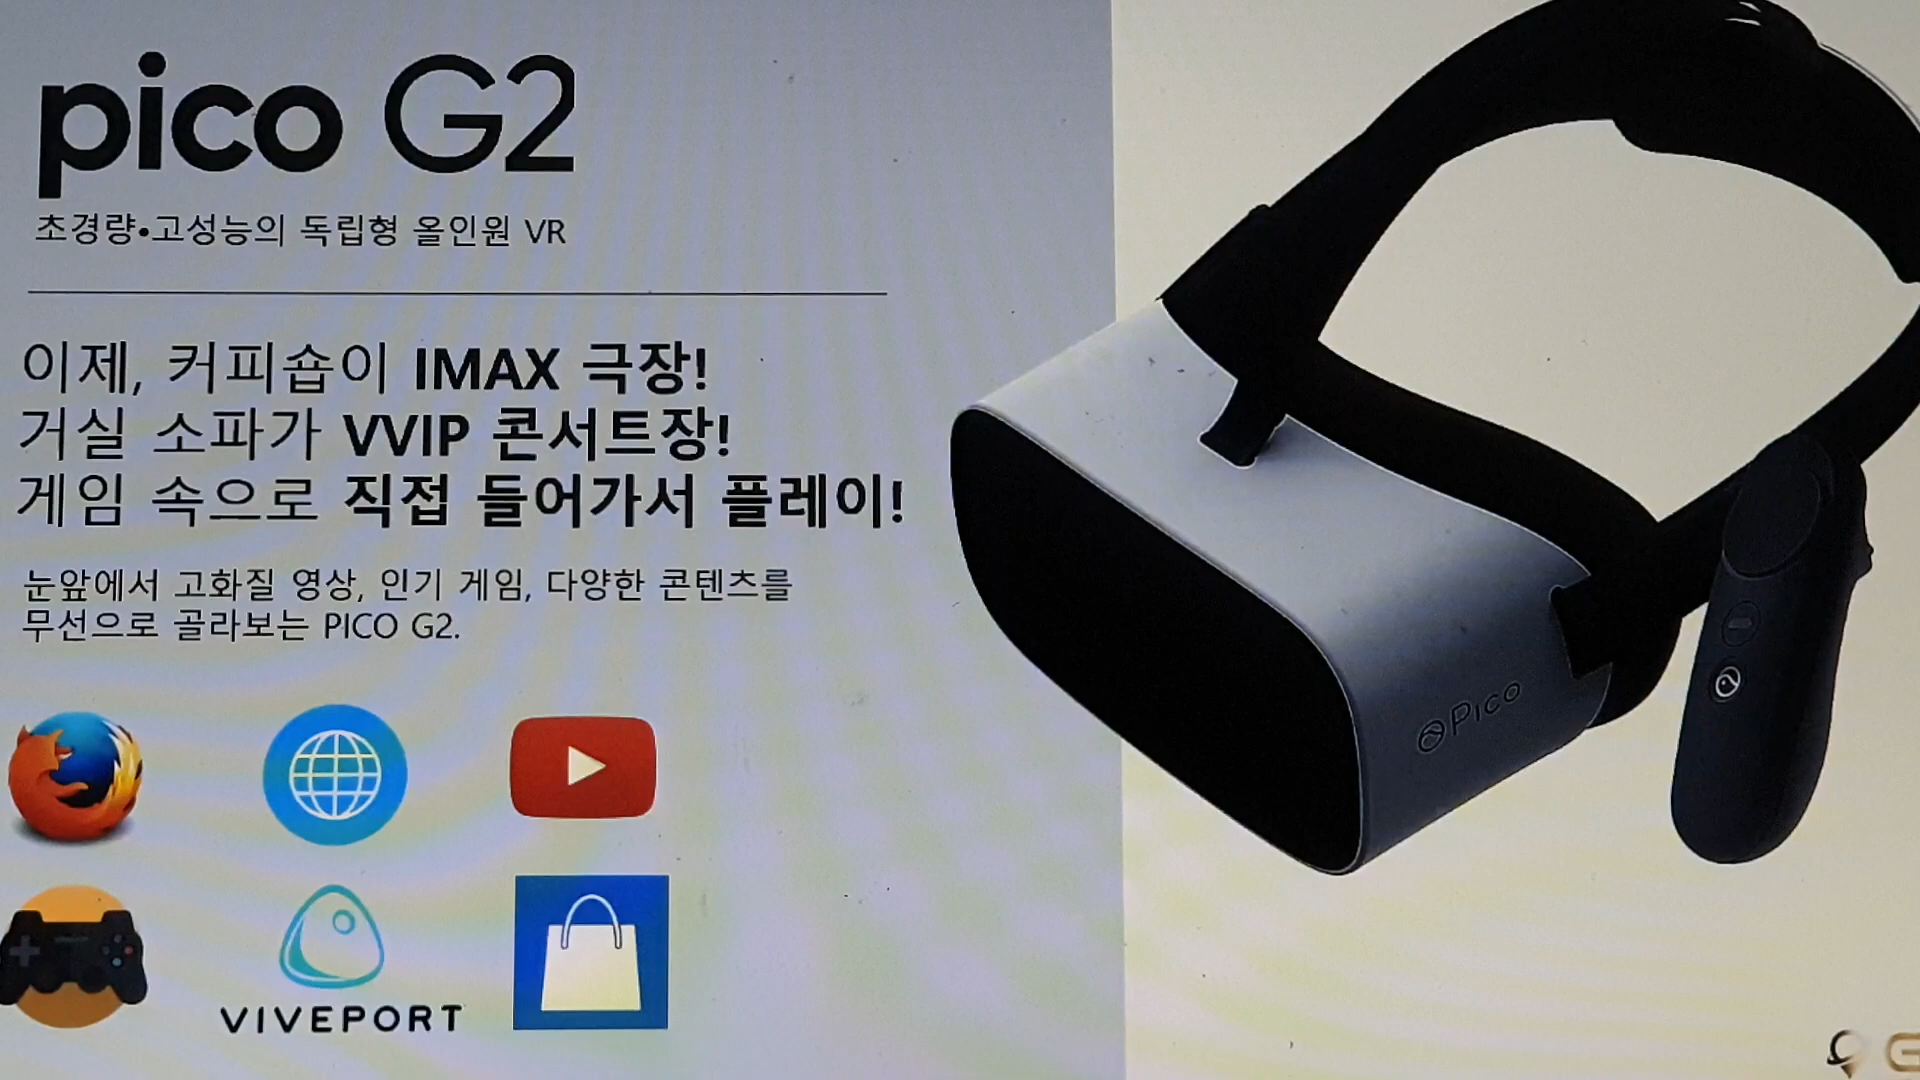 pico G2
초경량•고성능의 독립형 올인원 VR
이제, 커피숍이 IMAX 극장!
거실 소파가 VVIP 콘서트장!
게임 속으로 직접 들어가서 플레이!
눈앞에서 고화질 영상, 인기 게임, 다양한 콘텐츠를
무선으로 골라보는 PICO G2.
Pico
VIVEPORT